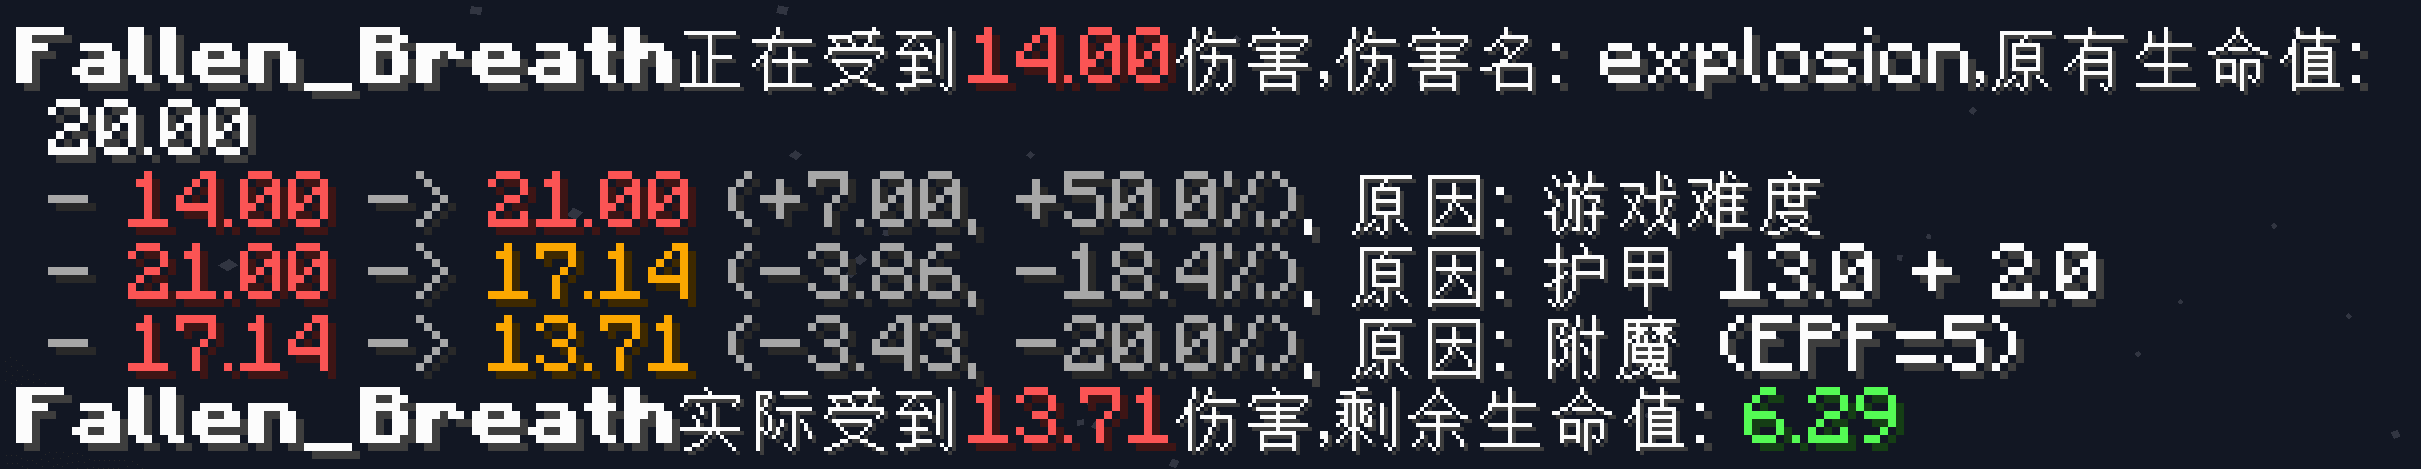 Fallen_Breath正在受到14.00伤害,伤害名: explosion,原有生命值:
20.00
- 14.00 -> 21.00 (+7.00, +50.0%), 原因: 游戏难度
- 21.00 -> 17.14 (-3.86, -18.4%), 原因: 护甲 13.0 + 2.0
- 17.14 -> 13.71 (-3.43, -20.0%), 原因: 附魔 (EPF=5)
Fallen_Breath实际受到13.71伤害,剩余生命值: 6.29